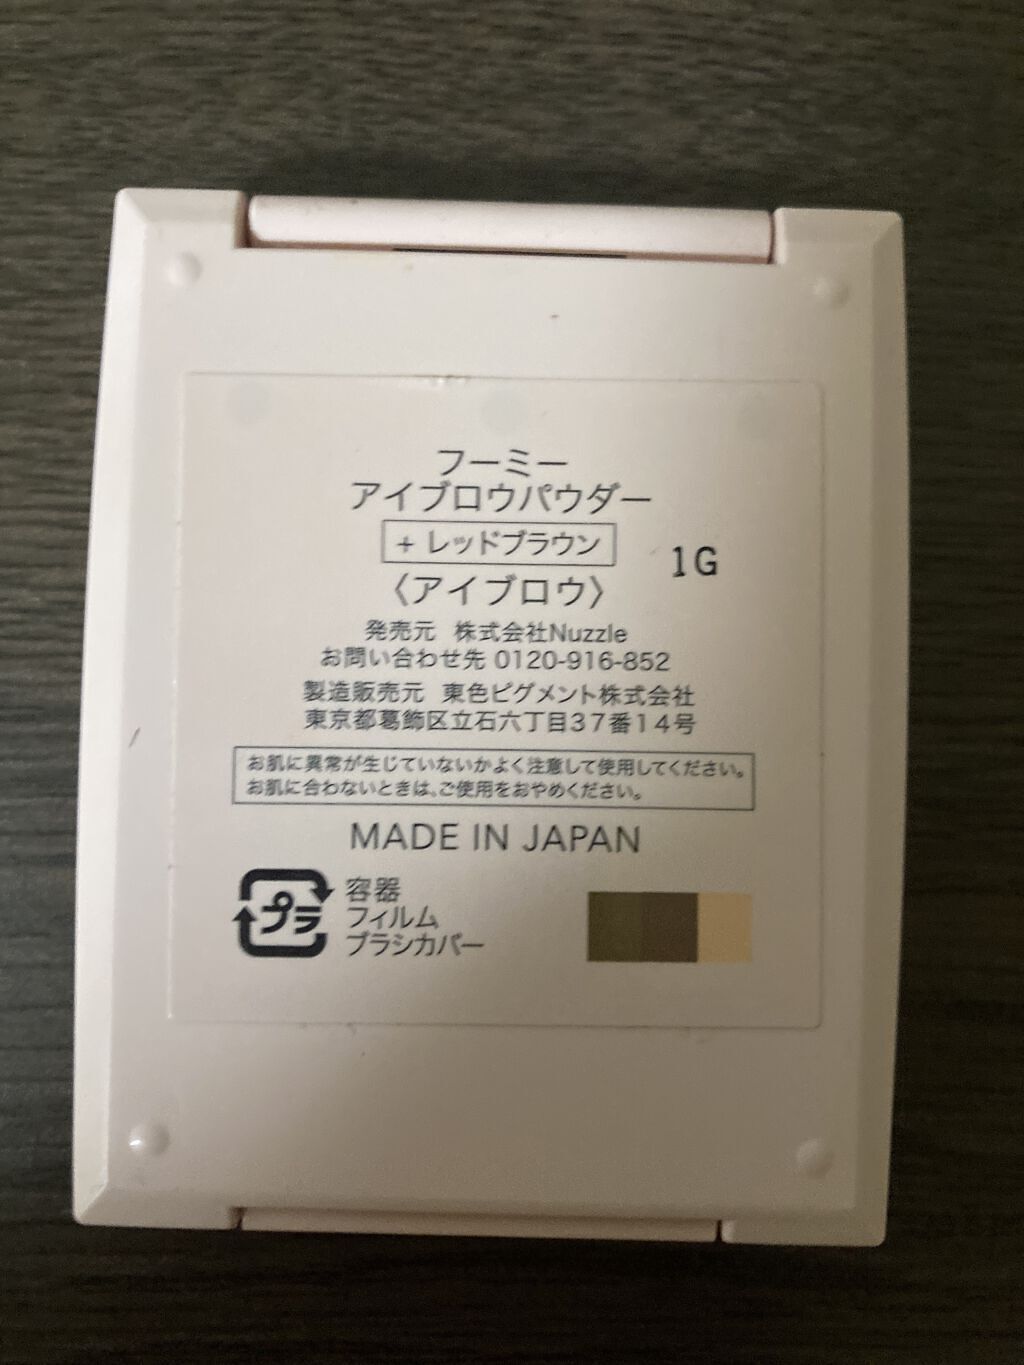 フーミー
アイブロウパウダー
+ レッドブラウン
1G
〈アイブロウ〉
発売元 株式会社Nuzzle
お問い合わせ先 0120-916-852
製造販売元 東色ピグメント株式会社
東京都葛飾区立石六丁目37番14号
お肌に異常が生じていないかよく注意して使用してください。
お肌に合わないときは、ご使用をおやめください。
MADE IN JAPAN
プラ
容器
フィルム
ブラシカバー